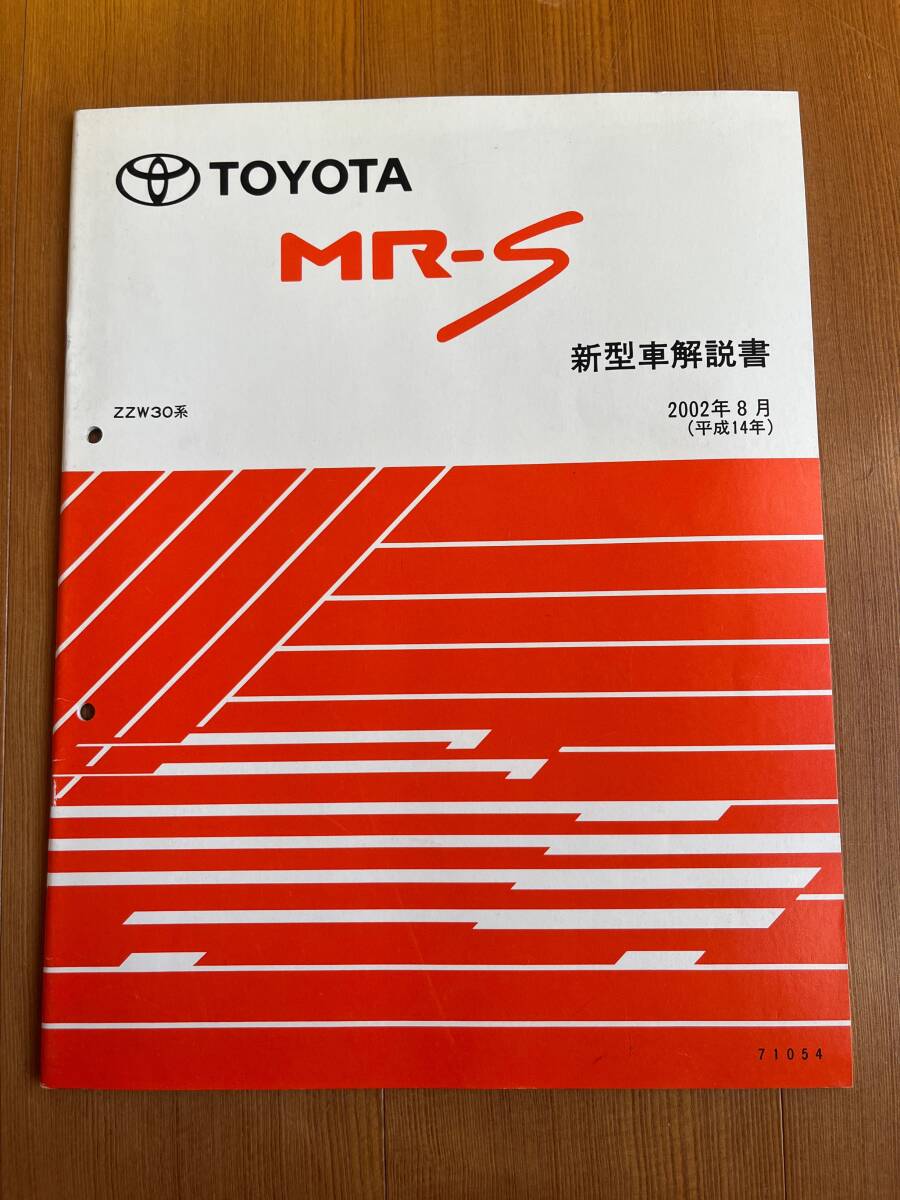 TOYOTA
MR-S
新型車解説書
ZZW30系
2002年8月
(平成14年)
71054